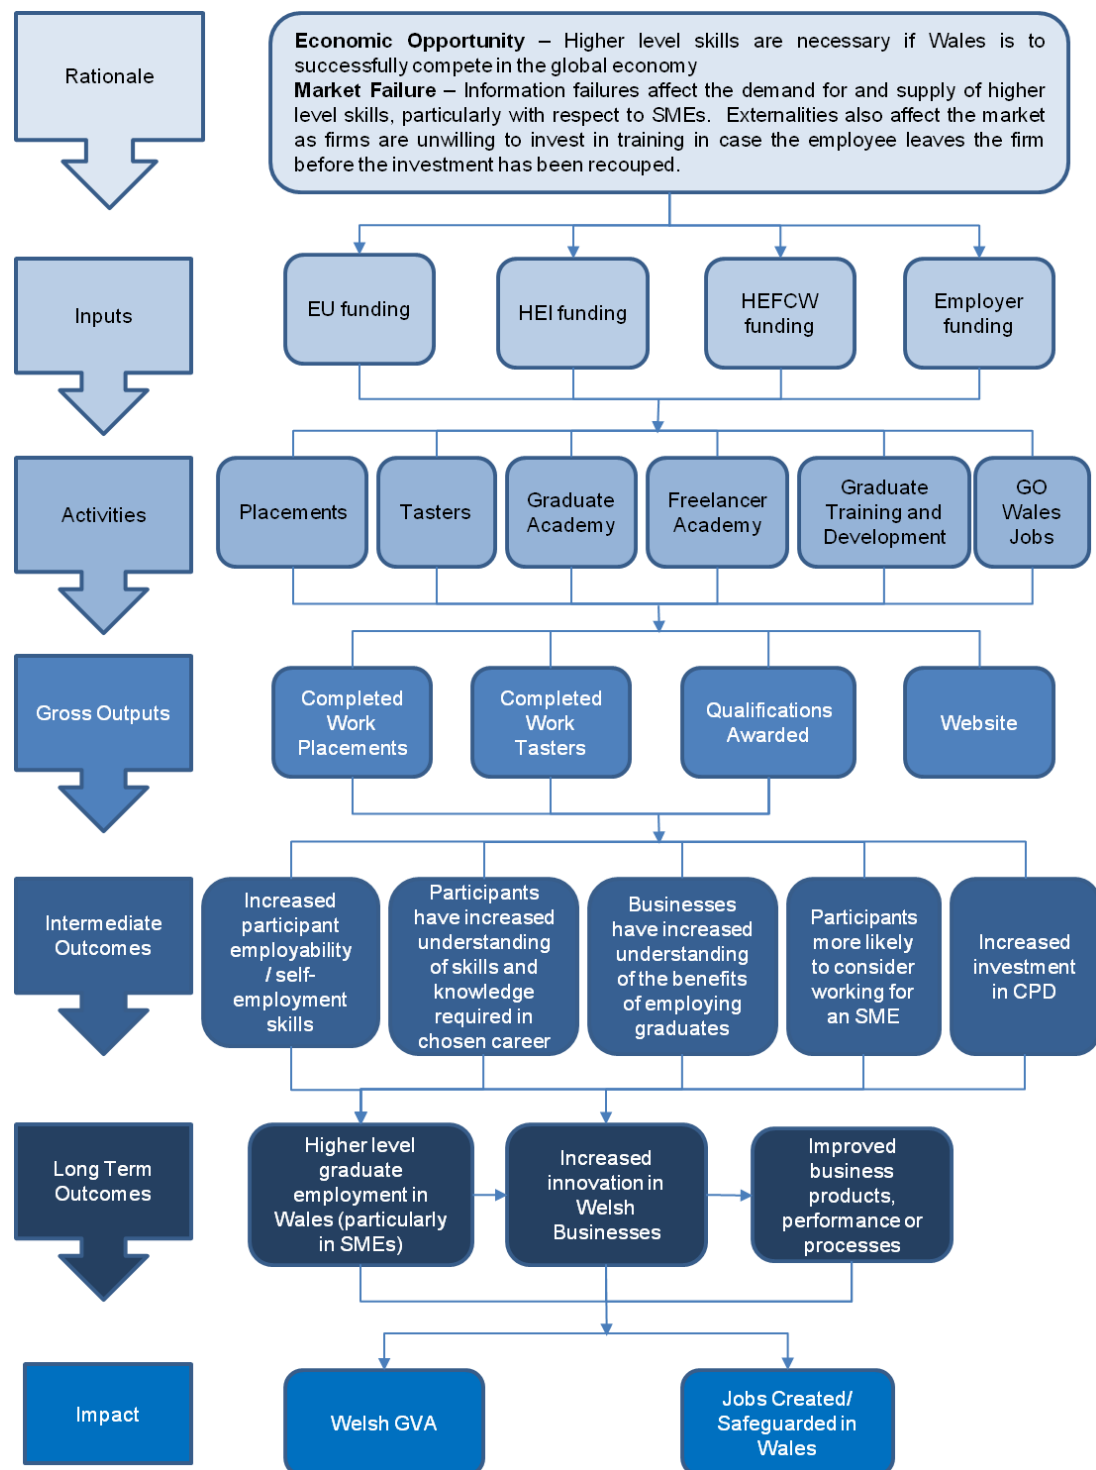 Rationale
Economic Opportunity – Higher level skills are necessary if Wales is to
successfully compete in the global economy
Market Failure – Information failures affect the demand for and supply of higher
level skills, particularly with respect to SMEs. Externalities also affect the market
as firms are unwilling to invest in training in case the employee leaves the firm
before the investment has been recouped.
Inputs
EU funding
HEI funding
HEFCW
funding
Employer
funding
Activities
Placements
Tasters
Graduate
Academy
Freelancer
Academy
Graduate
Training and
Development
GO
Wales
Jobs
Gross Outputs
Completed
Work
Placements
Completed
Work
Tasters
Qualifications
Awarded
Website
Intermediate
Outcomes
Increased
participant
employability
/ self-
employment
skills
Participants
have increased
understanding
of skills and
knowledge
required in
chosen career
Businesses
have increased
understanding
of the benefits
of employing
graduates
Participants
more likely
to consider
working for
an SME
Increased
investment
in CPD
Long Term
Outcomes
Higher level
graduate
employment in
Wales (particularly
in SMEs)
Increased
innovation in
Welsh
Businesses
Improved
business
products,
performance or
processes
Impact
Welsh GVA
Jobs Created/
Safeguarded in
Wales